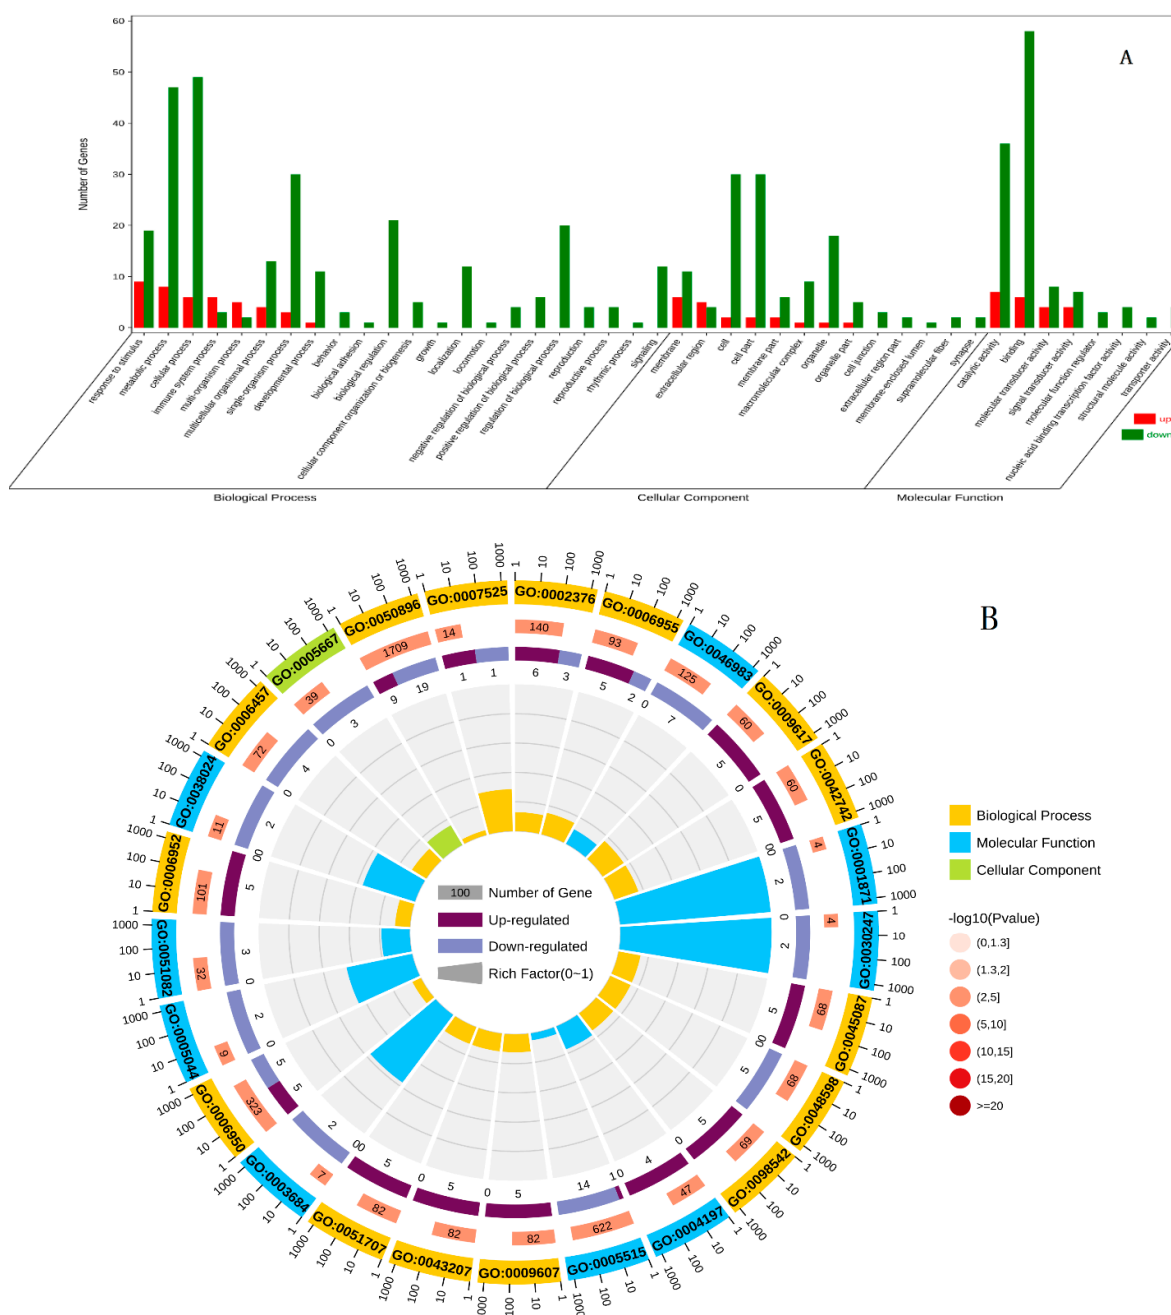 A
Number of Genes
60
50
40
30
20
10
0
response to stimulus
metabolic process
cellular process
immune system process
multi-organism process
multicellular organismal process
single-organism process
developmental process
behavior
biological adhesion
biological regulation
cellular component organization or biogenesis
growth
localization
locomotion
negative regulation of biological process
positive regulation of biological process
regulation of biological process
reproduction
reproductive process
rhythmic process
signaling
membrane
extracellular region
cell
cell part
membrane part
macromolecular complex
organelle
organelle part
cell junction
extracellular region part
membrane-enclosed lumen
supramolecular fiber
synapse
catalytic activity
binding
molecular transducer activity
signal transducer activity
molecular function regulator
nucleic acid binding transcription factor activity
structural molecule activity
transporter activity
up
down
Biological Process
Cellular Component
Molecular Function
B
GO:0002376
GO:0006955
GO:0046983
GO:0009617
GO:0042742
GO:0001871
GO:0030247
GO:0045087
GO:0048598
GO:0098542
GO:0004197
GO:0005515
GO:0009607
GO:0043207
GO:0051707
GO:0003684
GO:0006950
GO:0005044
GO:0051082
GO:0006952
GO:0038024
GO:0006457
GO:0005667
GO:0050896
GO:0007525
140
93
125
60
60
4
4
68
68
69
47
622
82
82
82
7
323
9
32
101
11
72
39
1709
14
100 Number of Gene
Up-regulated
Down-regulated
Rich Factor(0~1)
Biological Process
Molecular Function
Cellular Component
-log10(Pvalue)
(0,1.3]
(1.3,2]
(2,5]
(5,10]
(10,15]
(15,20]
>=20